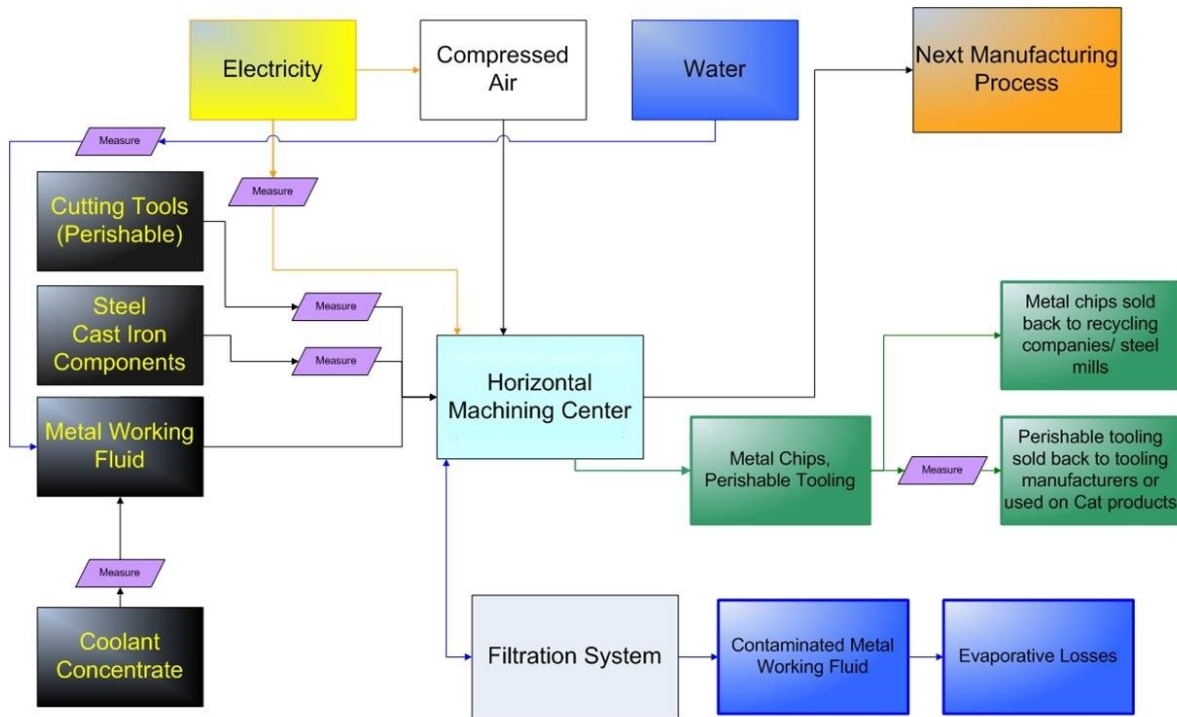 Electricity
Compressed
Air
Water
Next Manufacturing
Process
Measure
Measure
Cutting Tools
(Perishable)
Measure
Steel
Cast Iron
Components
Measure
Metal Working
Fluid
Horizontal
Machining Center
Metal chips sold
back to recycling
companies/ steel
mills
Metal Chips,
Perishable Tooling
Measure
Perishable tooling
sold back to tooling
manufacturers or
used on Cat products
Measure
Coolant
Concentrate
Filtration System
Contaminated Metal
Working Fluid
Evaporative Losses